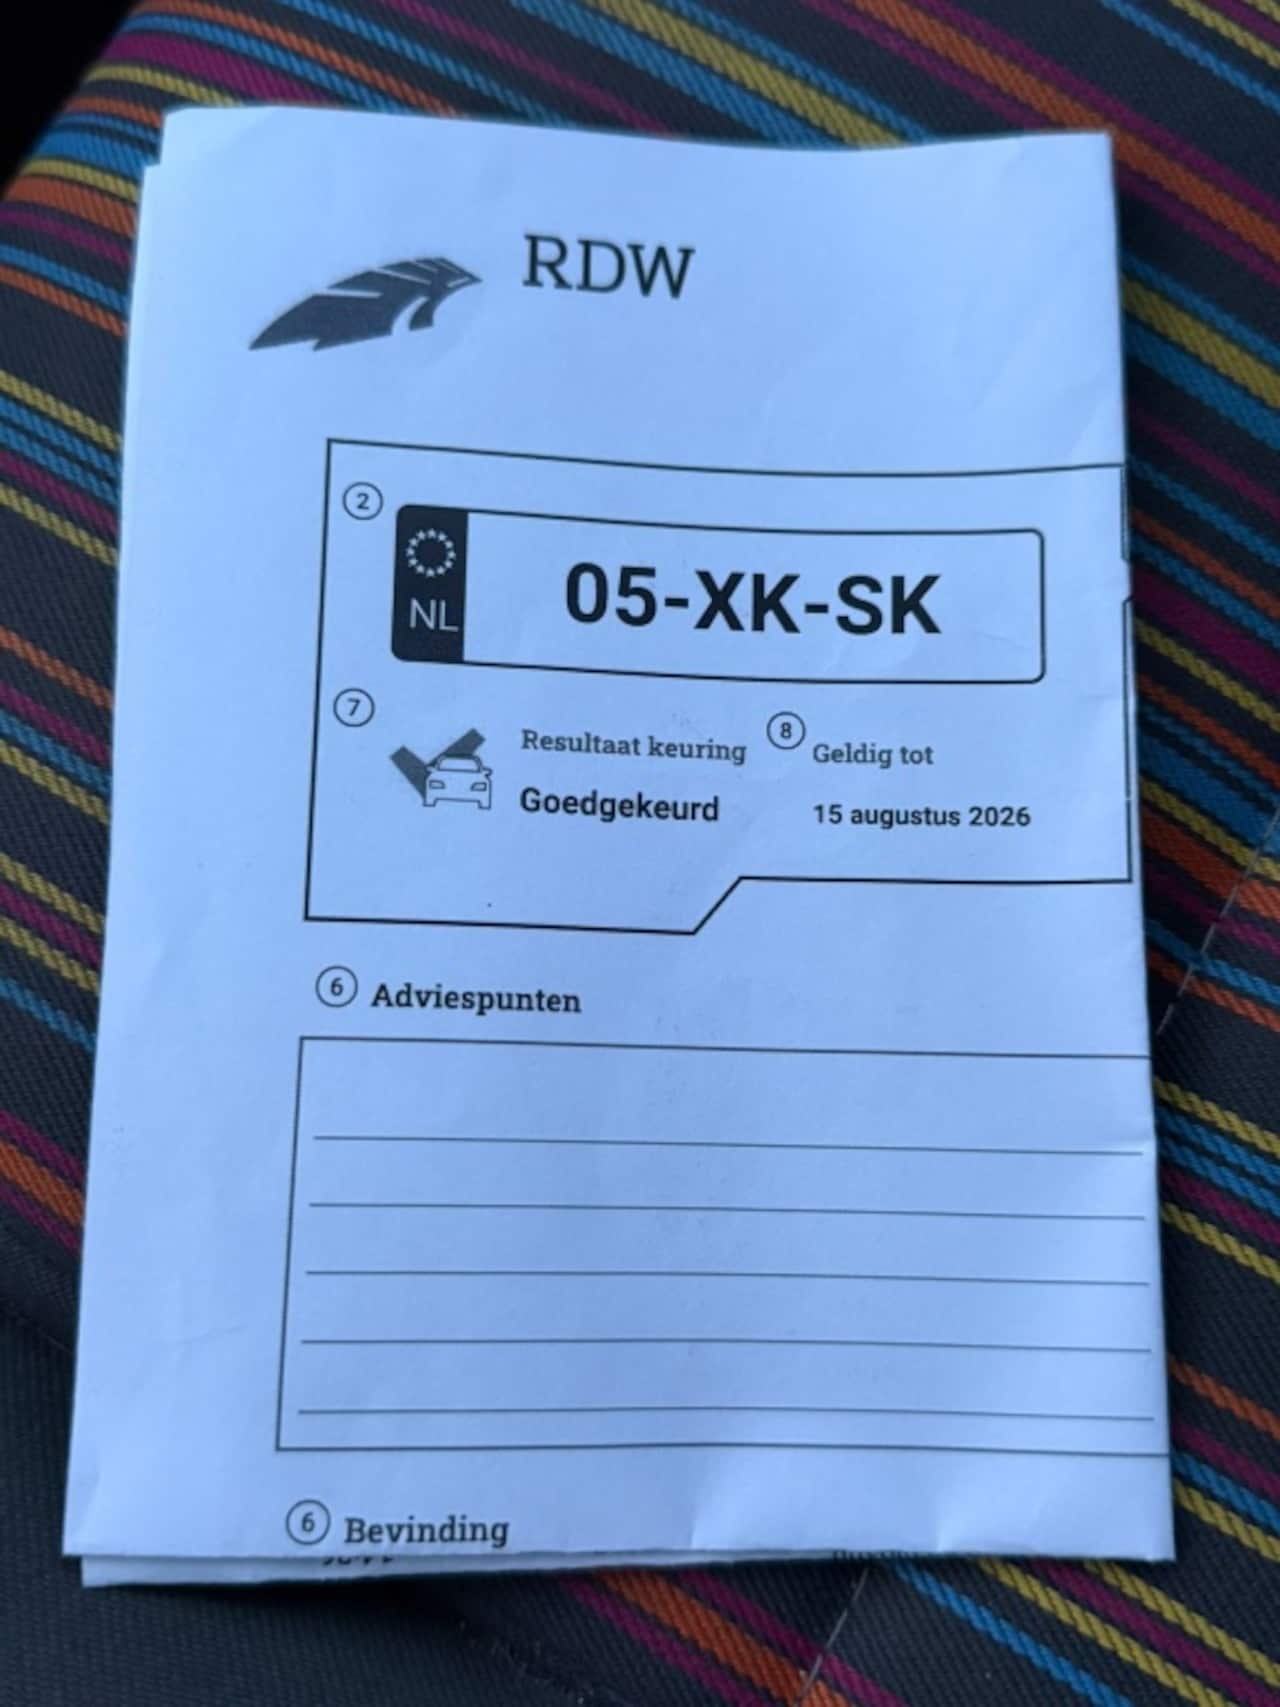 RDW
2
NL 05-XK-SK
7 Resultaat keuring 8 Geldig tot
Goedgekeurd 15 augustus 2026
6 Adviespunten
6 Bevinding